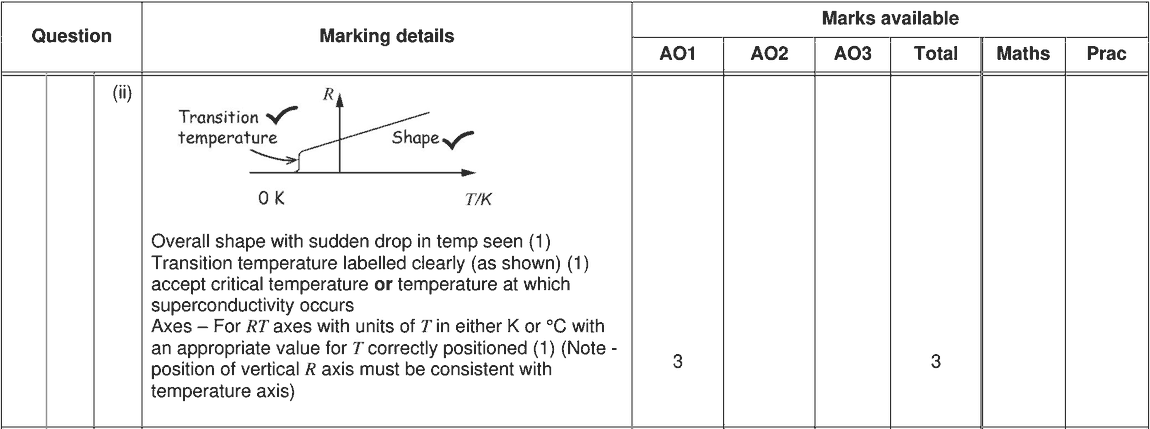 Question
Marking details
Marks available
AO1 AO2 AO3 Total Maths Prac
(ii)
R
Transition
temperature
Shape
0 K
T/K
Overall shape with sudden drop in temp seen (1)
Transition temperature labelled clearly (as shown) (1)
accept critical temperature or temperature at which
superconductivity occurs
Axes – For RT axes with units of T in either K or °C with
an appropriate value for T correctly positioned (1) (Note -
position of vertical R axis must be consistent with
temperature axis)
3 3